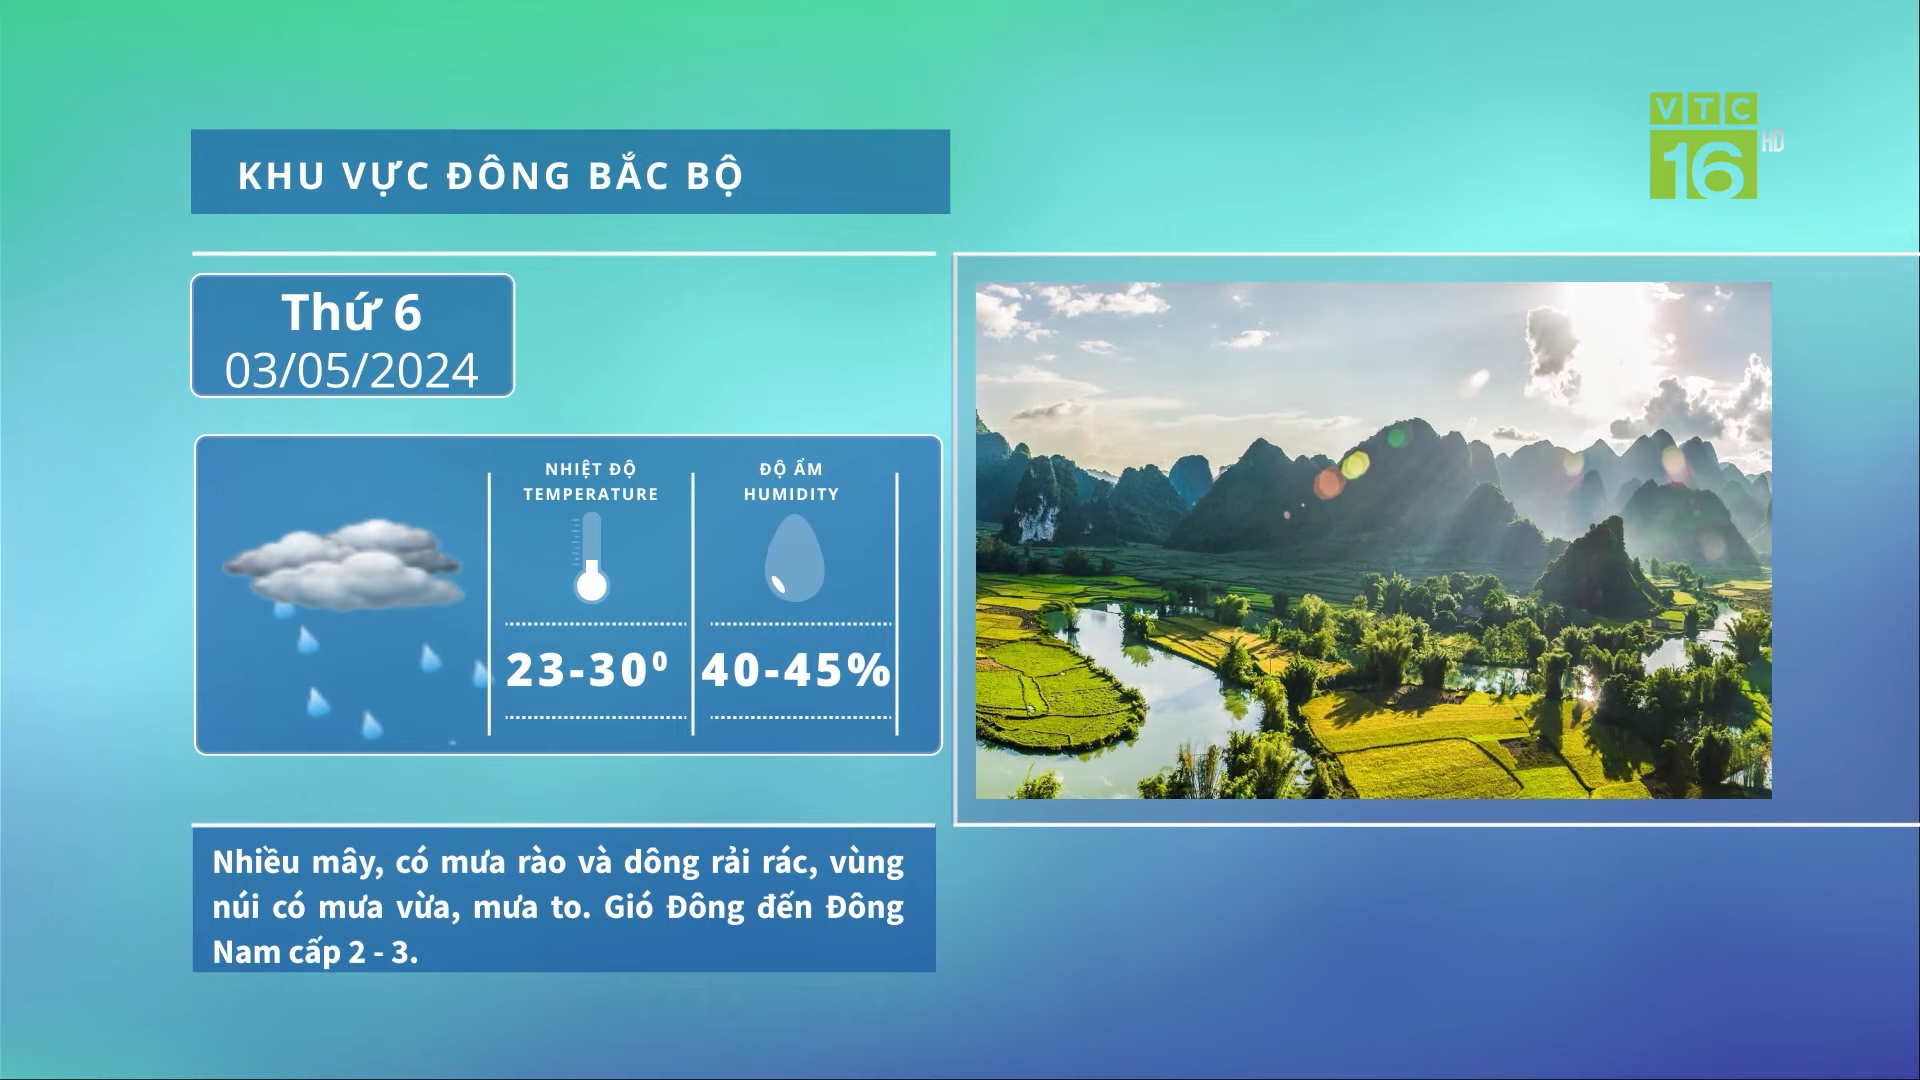 VTC
16 HD
KHU VỰC ĐÔNG BẮC BỘ
Thứ 6
03/05/2024
NHIỆT ĐỘ
TEMPERATURE
23-30⁰
ĐỘ ẨM
HUMIDITY
40-45%
Nhiều mây, có mưa rào và dông rải rác, vùng
núi có mưa vừa, mưa to. Gió Đông đến Đông
Nam cấp 2 - 3.